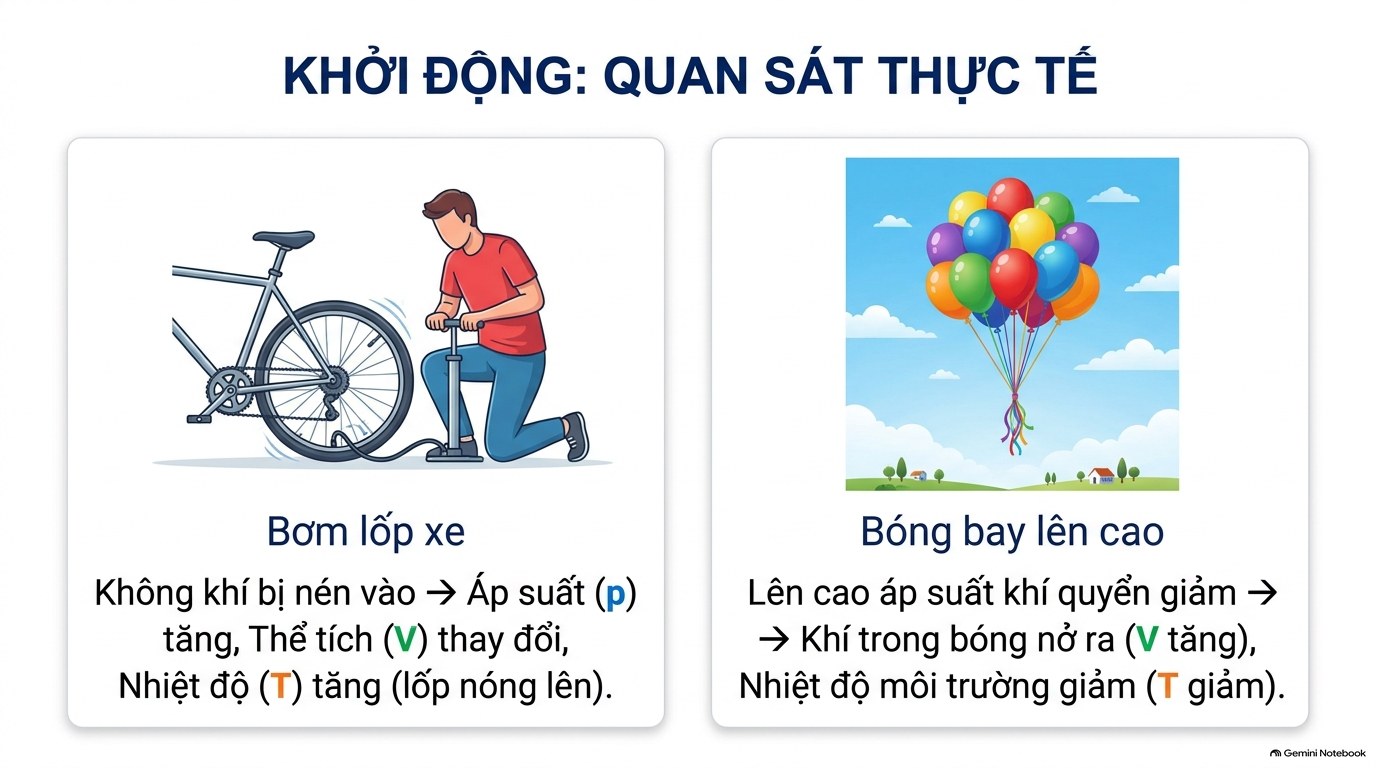 KHỞI ĐỘNG: QUAN SÁT THỰC TẾ
Bơm lốp xe
Không khí bị nén vào → Áp suất (p)
tăng, Thể tích (V) thay đổi,
Nhiệt độ (T) tăng (lốp nóng lên).
Bóng bay lên cao
Lên cao áp suất khí quyển giảm →
→ Khí trong bóng nở ra (V tăng),
Nhiệt độ môi trường giảm (T giảm).
Gemini Notebook